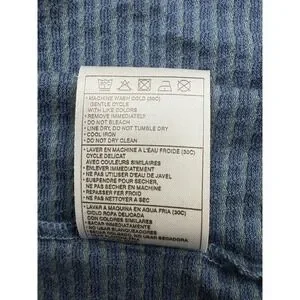 • MACHINE WASH COLD (30C)
GENTLE CYCLE
WITH LIKE COLORS
• REMOVE IMMEDIATELY
• DO NOT BLEACH
• LINE DRY, DO NOT TUMBLE DRY
• COOL IRON
• DO NOT DRY CLEAN
• LAVER EN MACHINE A L'EAU FROIDE (30C)
CYCLE DELICAT
AVEC COULEURS SIMILAIRES
• ENLEVER IMMEDIATEMENT
• NE PAS UTILISER D'EAU DE JAVEL
• SUSPENDRE POUR SECHER,
NE PAS SECHER EN MACHINE
• REPASSER FER FROID
• NE PAS NETTOYER A SEC
• LAVAR A MAQUINA EN AGUA FRIA (30C)
CICLO ROPA DELICADA
CON COLORES SIMILARES
• SACAR INMEDIATAMENTE
• NO USAR BLANQUEADORES
NO USAR SECADORA